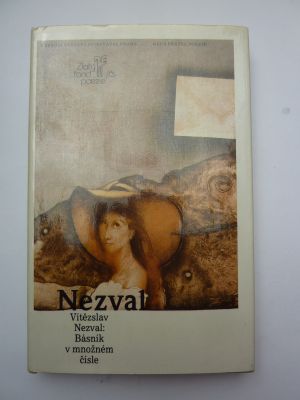 Zlatý
fond
poezie
Nezval
Vítězslav
Nezval:
Básník
v množném
čísle